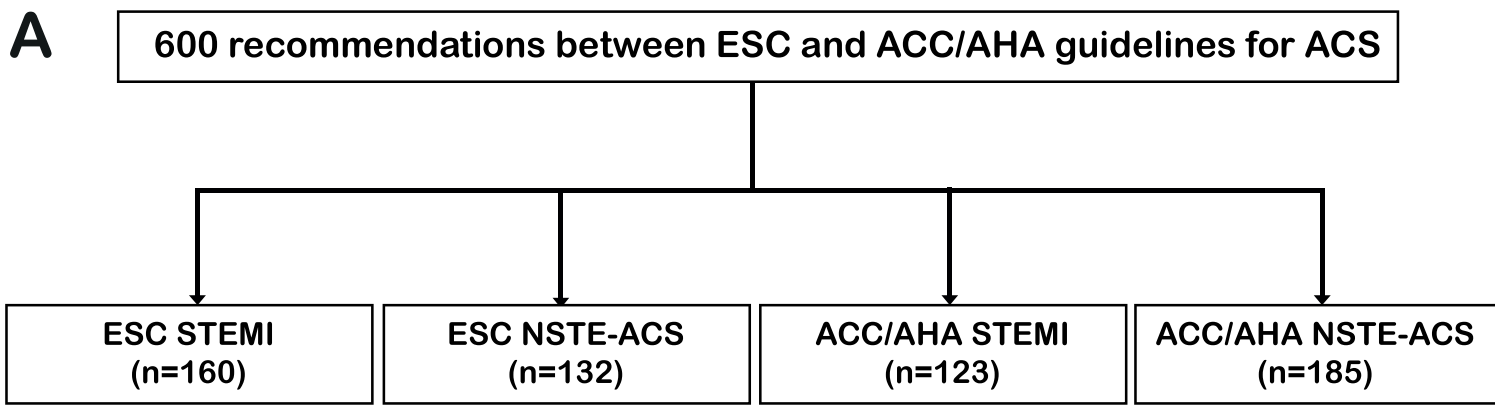 A
600 recommendations between ESC and ACC/AHA guidelines for ACS
ESC STEMI
(n=160)
ESC NSTE-ACS
(n=132)
ACC/AHA STEMI
(n=123)
ACC/AHA NSTE-ACS
(n=185)